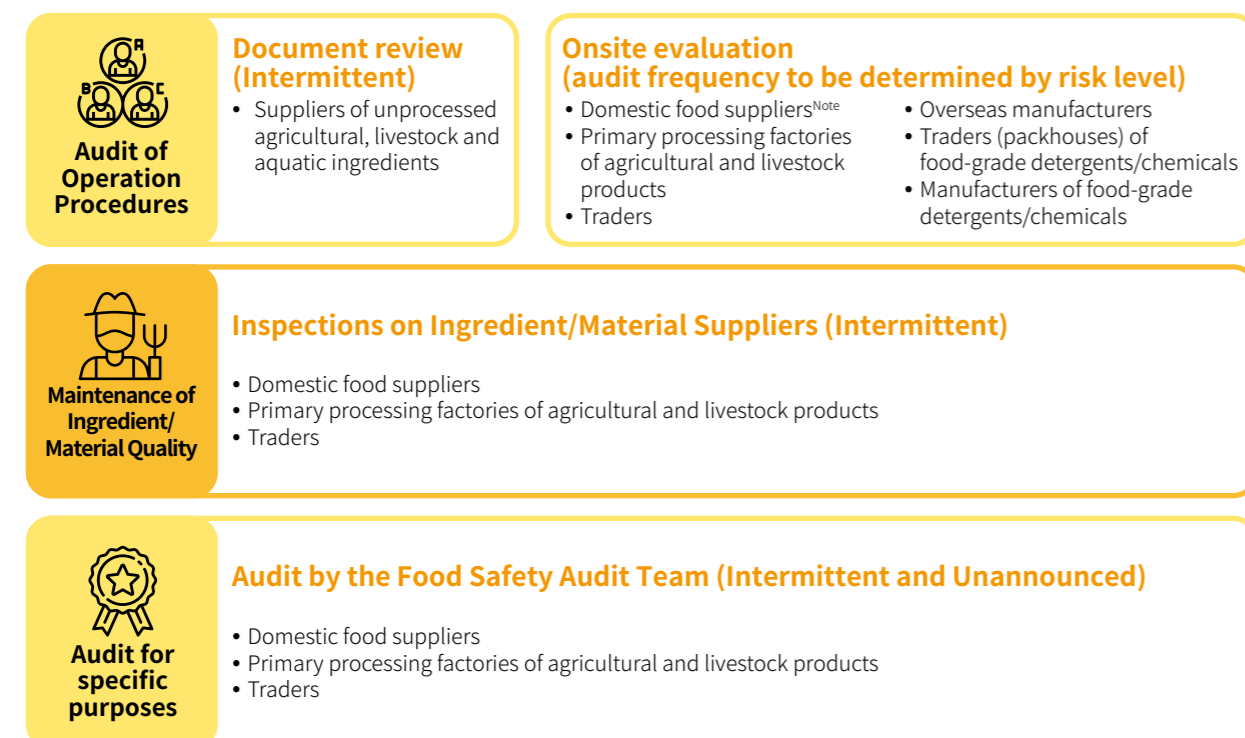 A
B C
Audit of
Operation
Procedures
Document review
(Intermittent)
• Suppliers of unprocessed
agricultural, livestock and
aquatic ingredients
Onsite evaluation
(audit frequency to be determined by risk level)
• Domestic food suppliersNote
• Primary processing factories
of agricultural and livestock
products
• Traders
• Overseas manufacturers
• Traders (packhouses) of
food-grade detergents/chemicals
• Manufacturers of food-grade
detergents/chemicals
Maintenance of
Ingredient/
Material Quality
Inspections on Ingredient/Material Suppliers (Intermittent)
• Domestic food suppliers
• Primary processing factories of agricultural and livestock products
• Traders
Audit for
specific
purposes
Audit by the Food Safety Audit Team (Intermittent and Unannounced)
• Domestic food suppliers
• Primary processing factories of agricultural and livestock products
• Traders